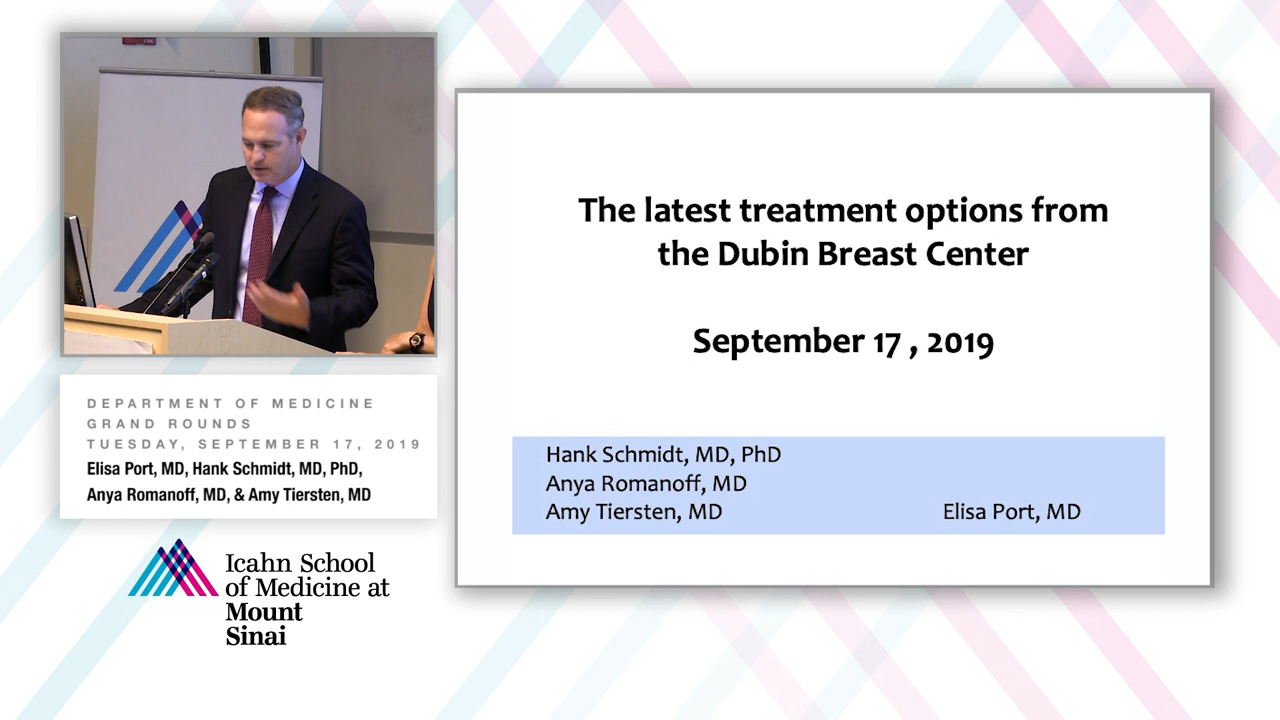 The latest treatment options from
the Dubin Breast Center
September 17 , 2019
Hank Schmidt, MD, PhD
Anya Romanoff, MD
Amy Tiersten, MD
Elisa Port, MD
DEPARTMENT OF MEDICINE
GRAND ROUNDS
TUESDAY, SEPTEMBER 17, 2019
Elisa Port, MD, Hank Schmidt, MD, PhD,
Anya Romanoff, MD, & Amy Tiersten, MD
Icahn School
of Medicine at
Mount
Sinai